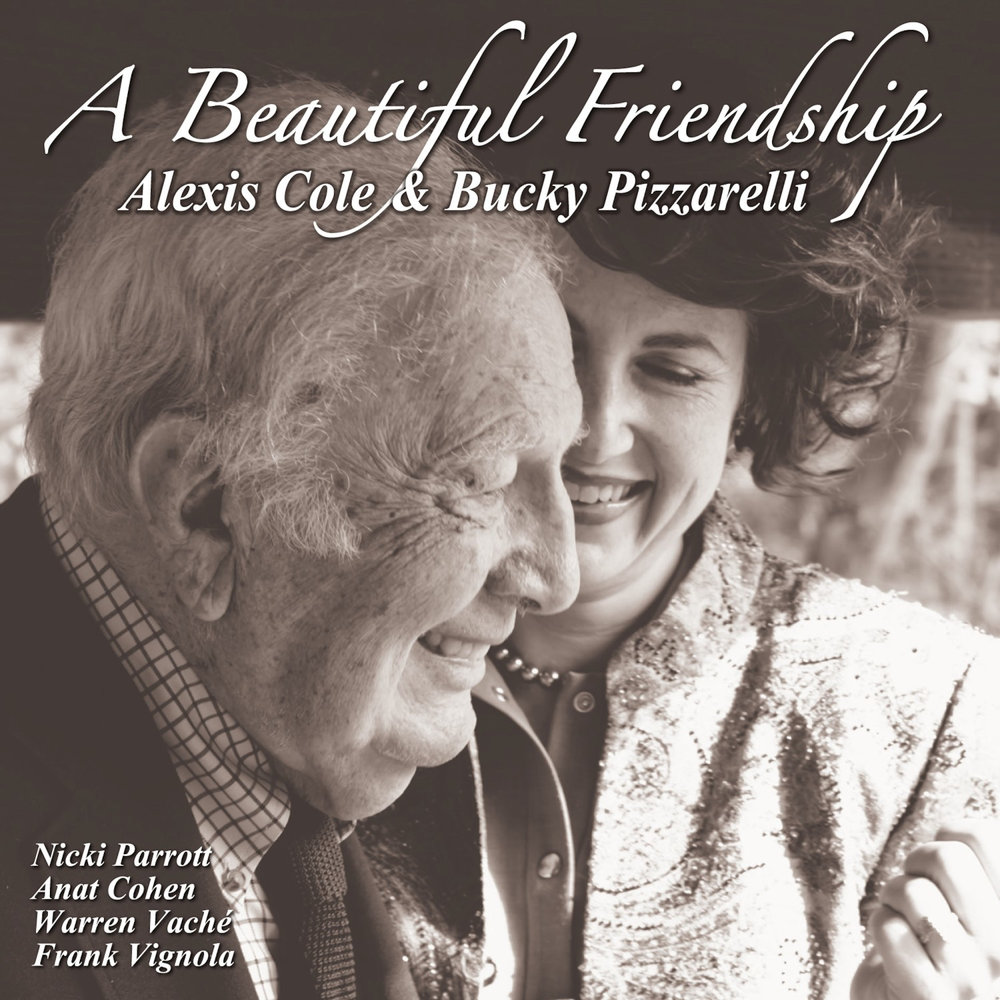 A Beautiful Friendship
Alexis Cole & Bucky Pizzarelli
Nicki Parrott
Anat Cohen
Warren Vaché
Frank Vignola